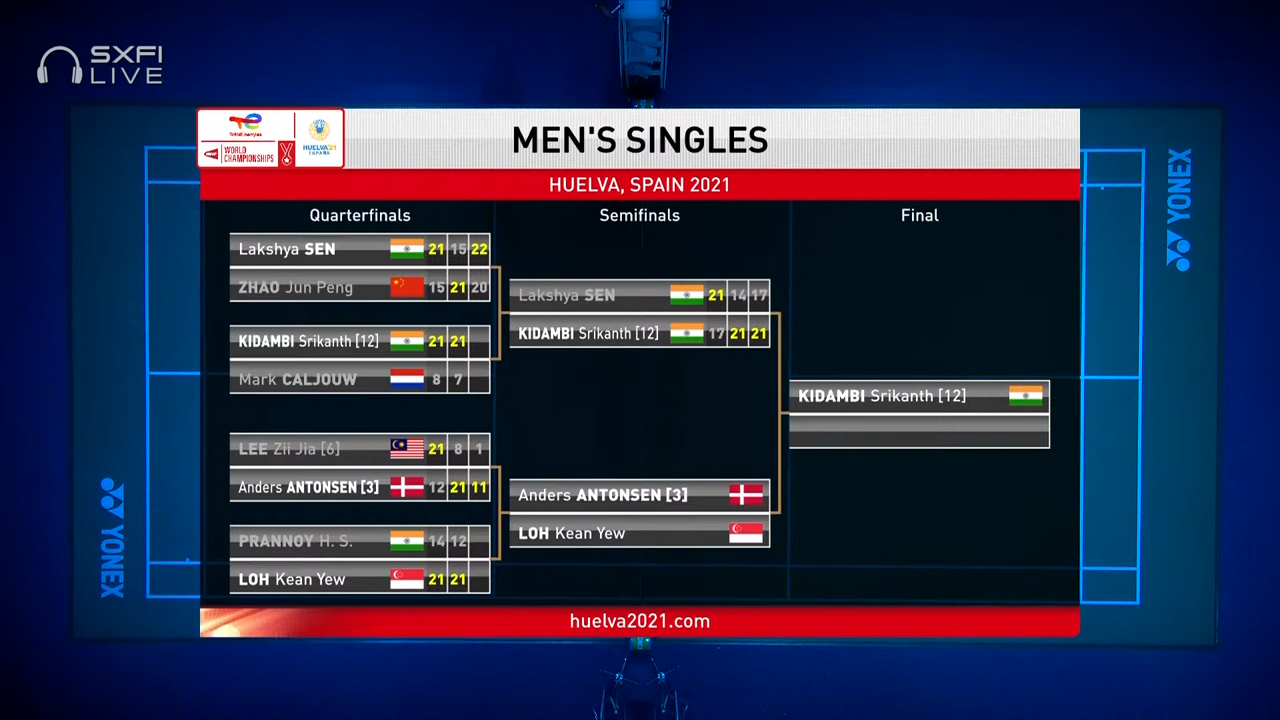 SXFI
LIVE
TotalEnergies
WORLD
CHAMPIONSHIPS
HUELVA'21
ESPAÑA
MEN'S SINGLES
HUELVA, SPAIN 2021
Quarterfinals
Semifinals
Final
Lakshya SEN 21 15 22
ZHAO Jun Peng 15 21 20
KIDAMBI Srikanth [12] 21 21
Mark CALJOUW 8 7
LEE Zii Jia [6] 21 8 1
Anders ANTONSEN [3] 12 21 11
PRANNOY H. S. 14 12
LOH Kean Yew 21 21
Lakshya SEN 21 14 17
KIDAMBI Srikanth [12] 17 21 21
Anders ANTONSEN [3]
LOH Kean Yew
KIDAMBI Srikanth [12]
huelva2021.com
YONEX
YONEX